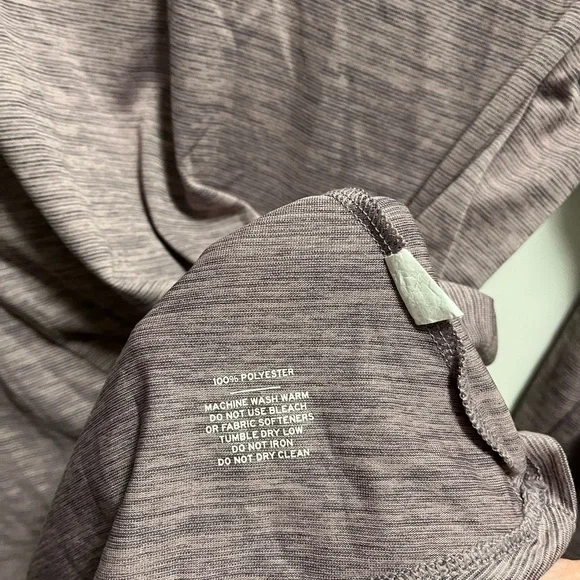 100% POLYESTER
MACHINE WASH WARM
DO NOT USE BLEACH
OR FABRIC SOFTENERS
TUMBLE DRY LOW
DO NOT IRON
DO NOT DRY CLEAN